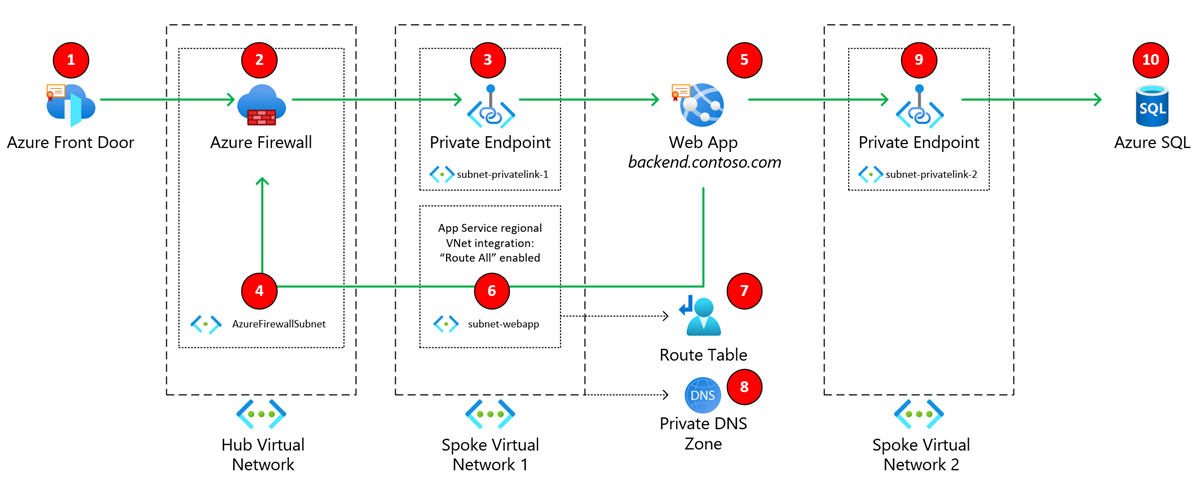 1
2
3
5
9
10
Azure Front Door
Azure Firewall
Private Endpoint
Web App
backend.contoso.com
Private Endpoint
SQL
Azure SQL
subnet-privatelink-1
subnet-privatelink-2
App Service regional
VNet integration:
“Route All” enabled
4
6
7
AzureFirewallSubnet
subnet-webapp
Route Table
8
DNS
Private DNS
Zone
Hub Virtual
Network
Spoke Virtual
Network 1
Spoke Virtual
Network 2